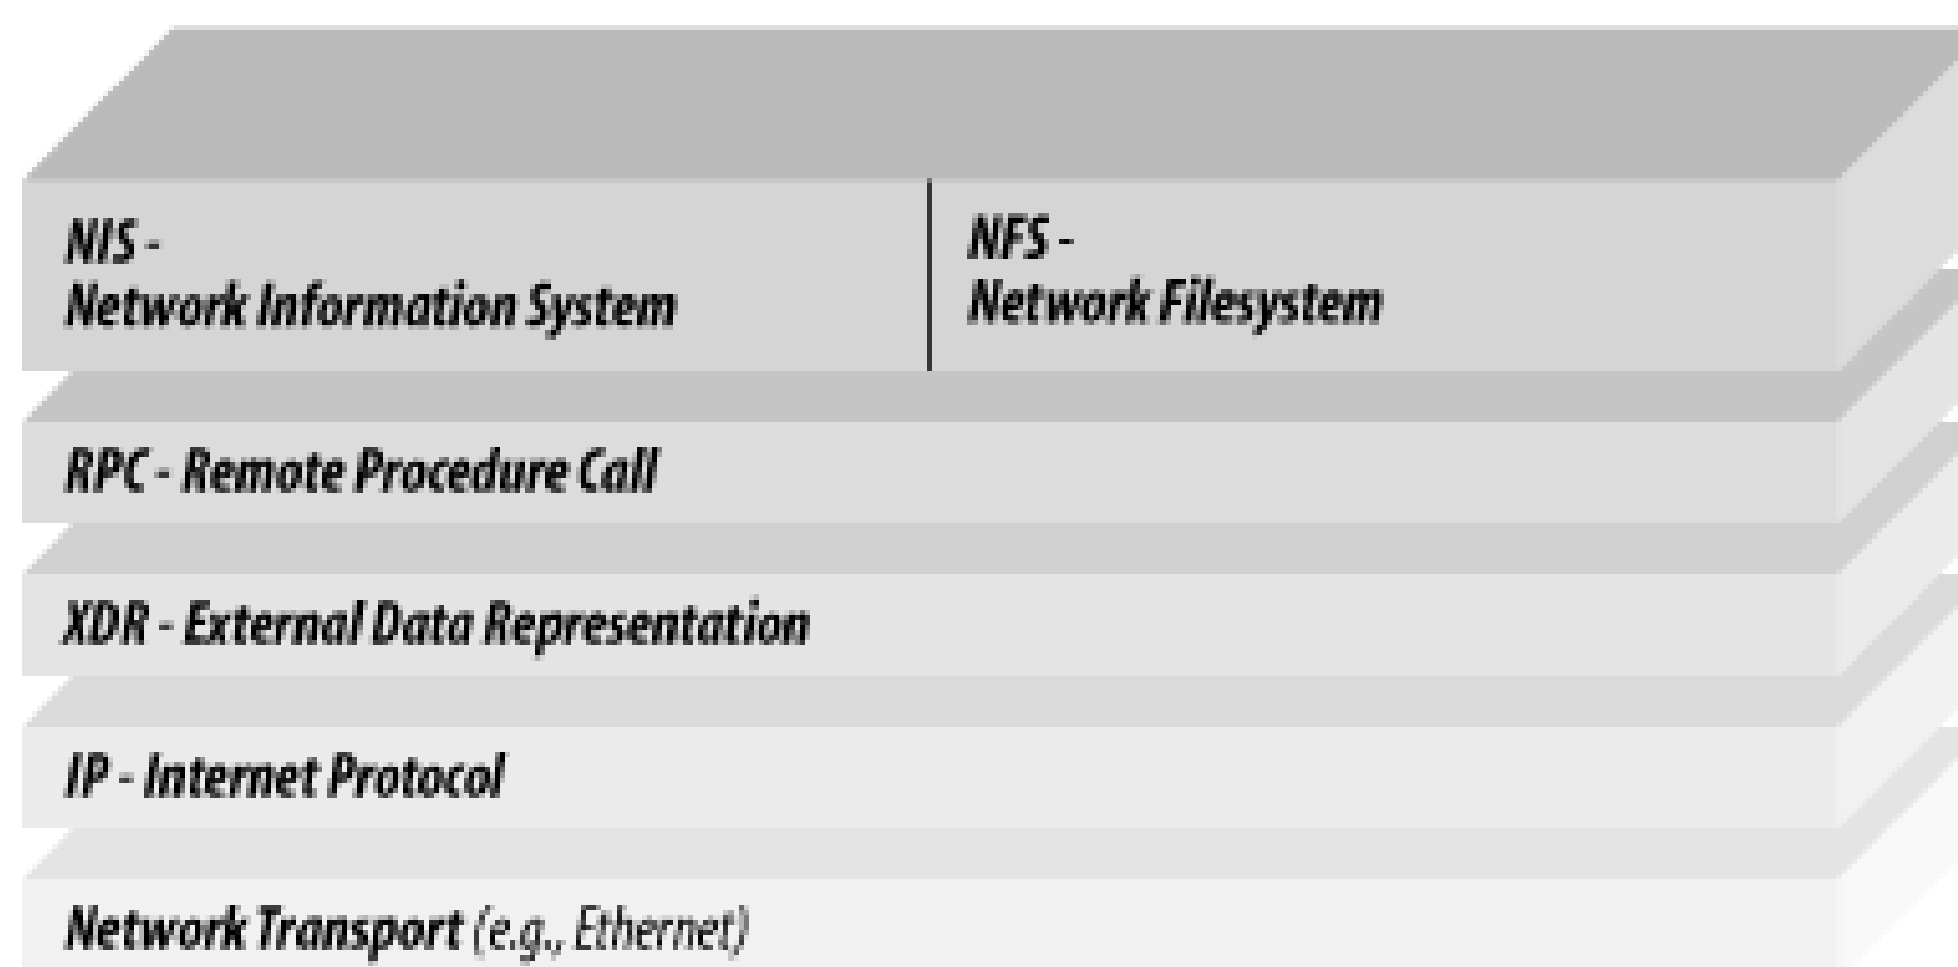 NIS -
Network Information System
NFS -
Network Filesystem
RPC - Remote Procedure Call
XDR - External Data Representation
IP - Internet Protocol
Network Transport (e.g., Ethernet)